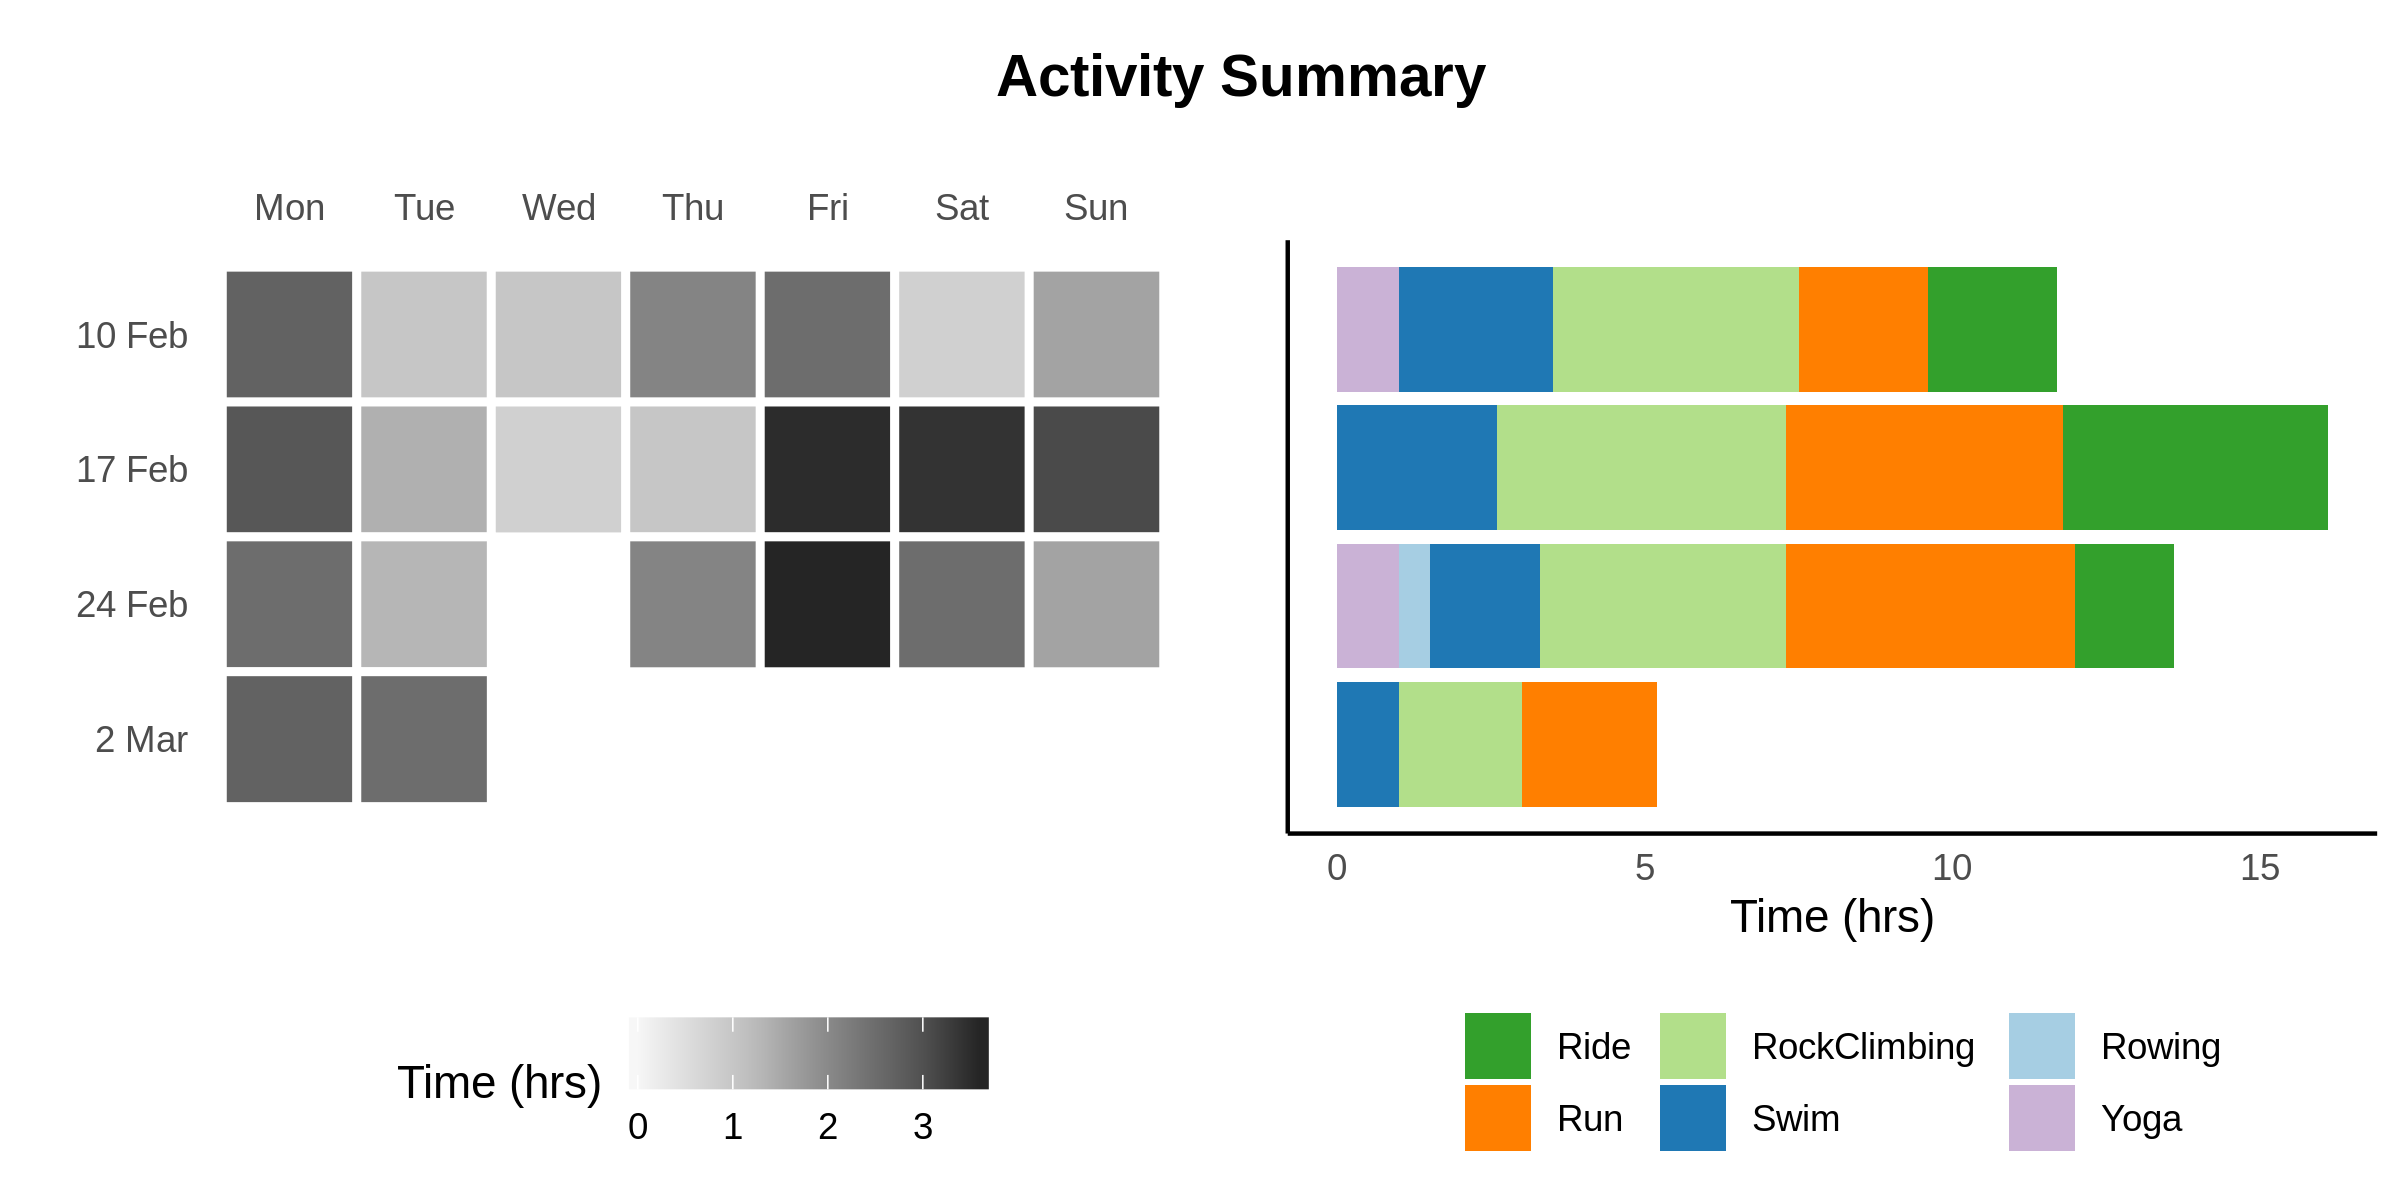 Activity Summary
Mon Tue Wed Thu Fri Sat Sun
10 Feb
17 Feb
24 Feb
2 Mar
0 5 10 15
Time (hrs)
Time (hrs)
0 1 2 3
Ride RockClimbing Rowing
Run Swim Yoga